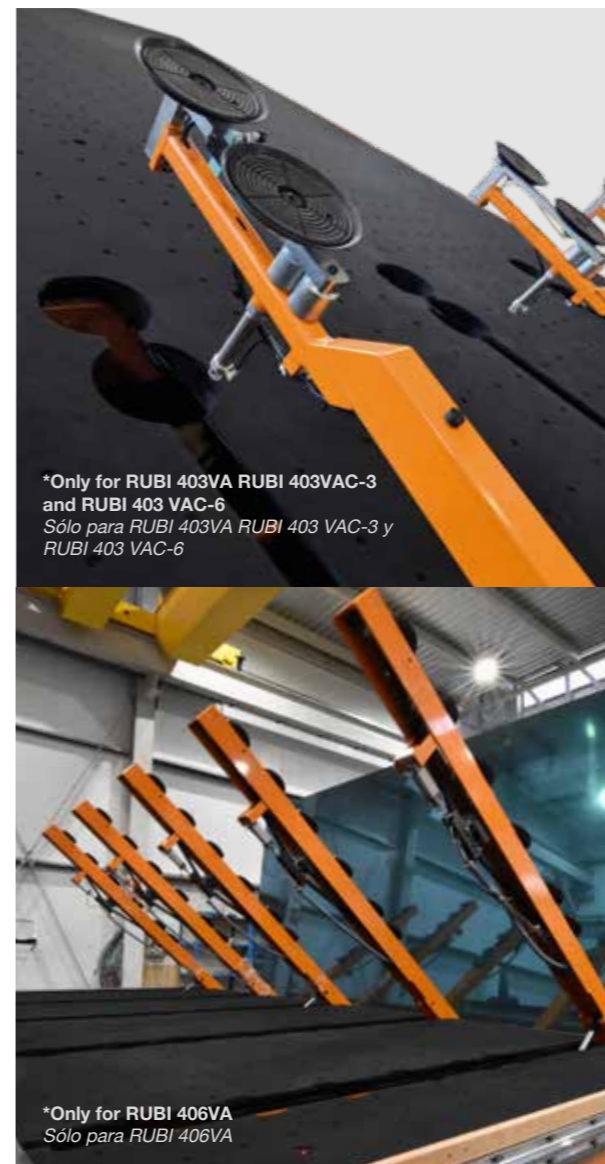 *Only for RUBI 403VA RUBI 403VAC-3
and RUBI 403 VAC-6
Sólo para RUBI 403VA RUBI 403 VAC-3 y
RUBI 403 VAC-6
*Only for RUBI 406VA
Sólo para RUBI 406VA